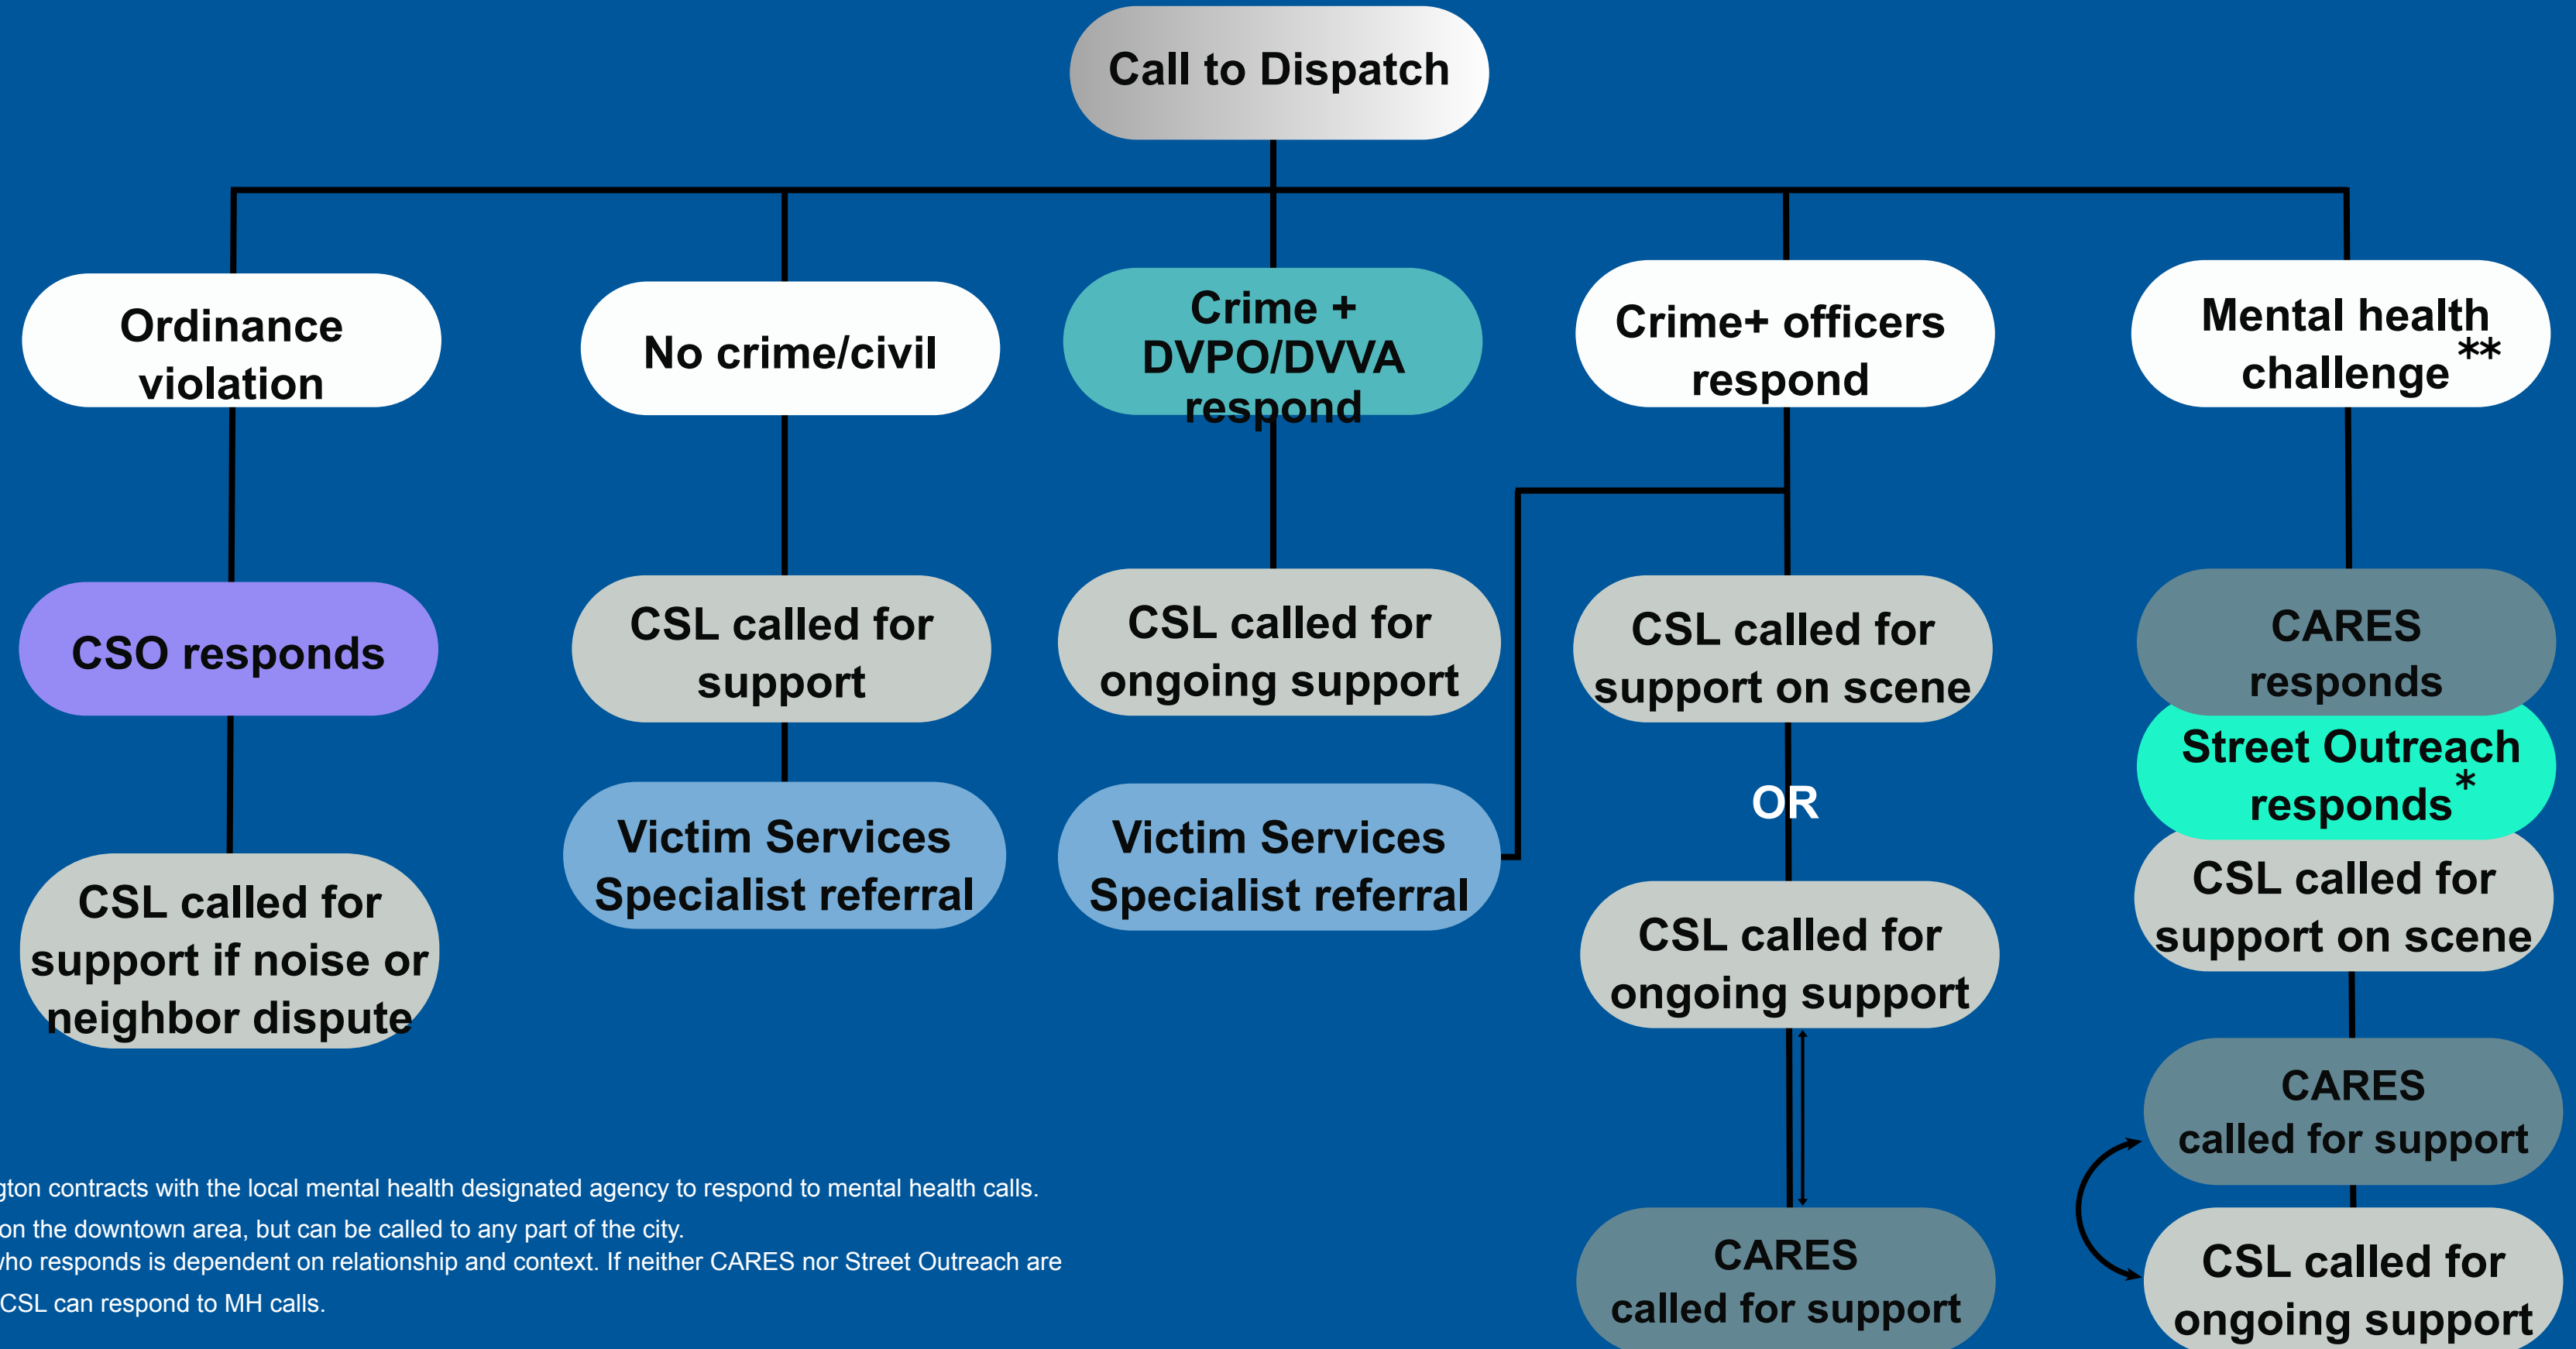 Call to Dispatch
Ordinance
violation
No crime/civil
Crime +
DVPO/DVVA
respond
Crime+ officers
respond
Mental health
challenge **
CSO responds
CSL called for
support
CSL called for
ongoing support
CSL called for
support on scene
CARES
responds
Street Outreach
responds*
CSL called for
support if noise or
neighbor dispute
Victim Services
Specialist referral
Victim Services
Specialist referral
OR
CSL called for
ongoing support
CSL called for
support on scene
CARES
called for support
CARES
called for support
CSL called for
ongoing support
gton contracts with the local mental health designated agency to respond to mental health calls.
on the downtown area, but can be called to any part of the city.
who responds is dependent on relationship and context. If neither CARES nor Street Outreach are
CSL can respond to MH calls.